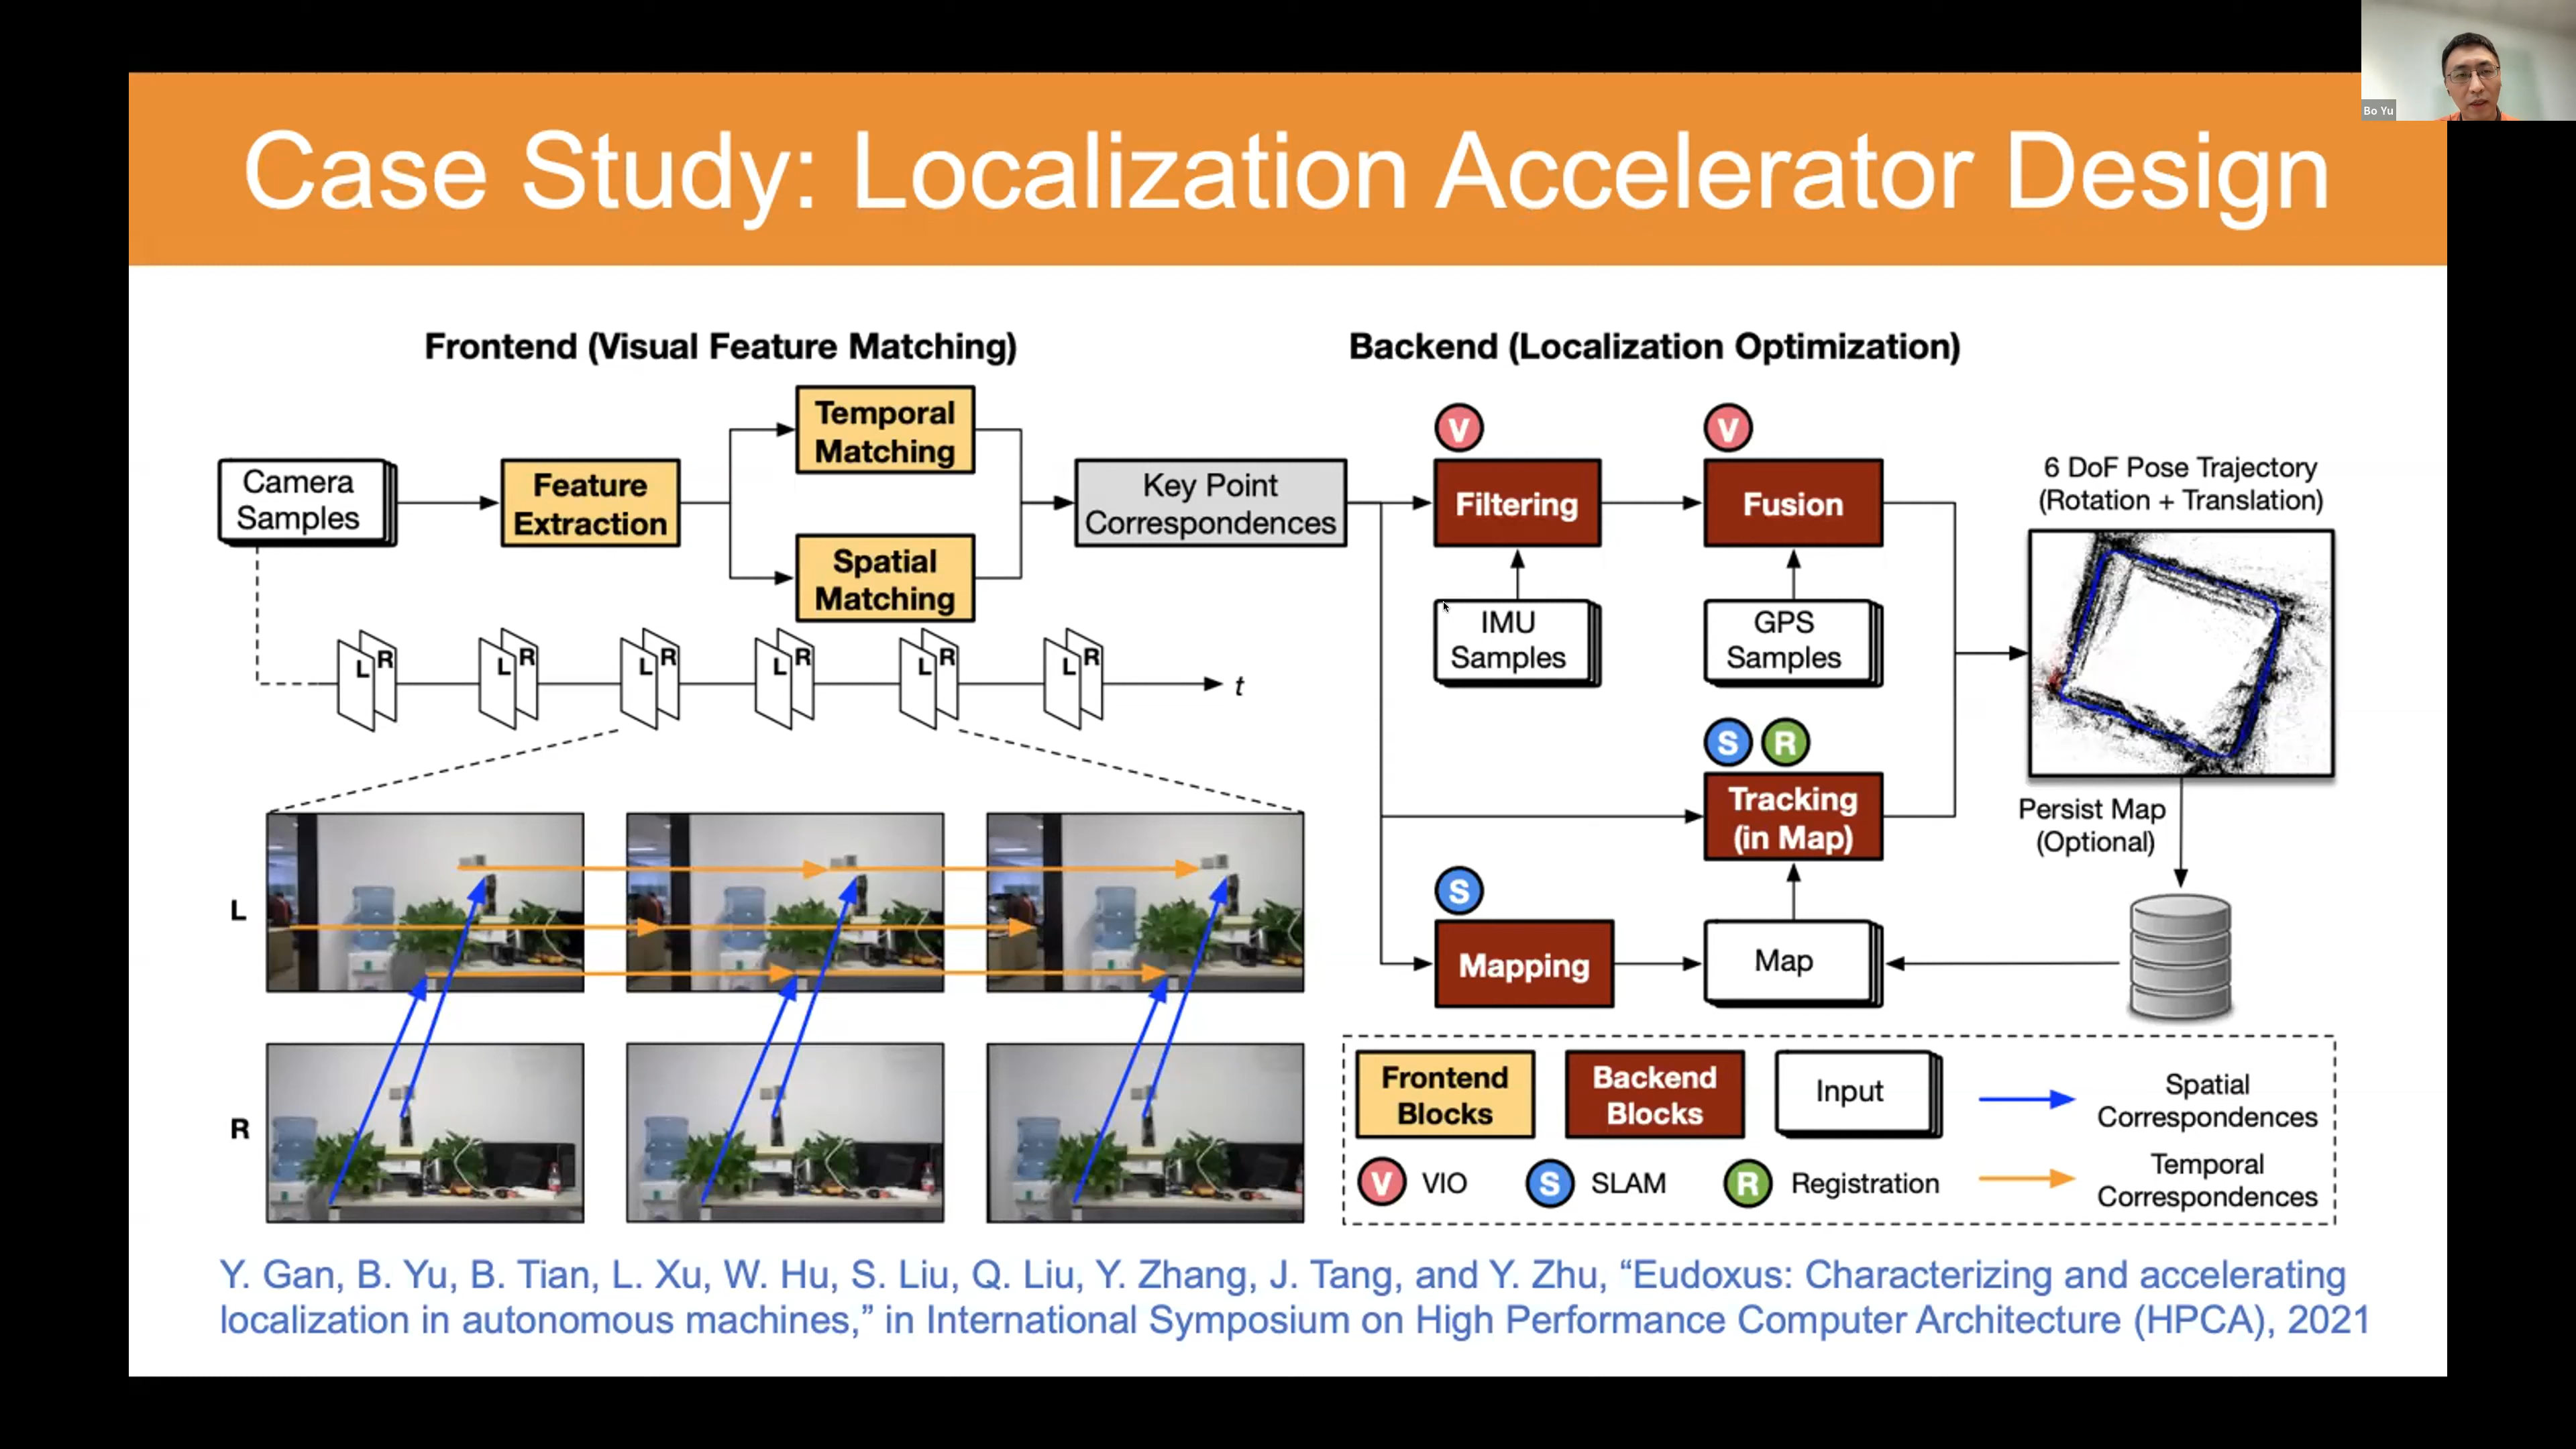 Bo Yu
Case Study: Localization Accelerator Design
Frontend (Visual Feature Matching)
Camera
Samples
Feature
Extraction
Temporal
Matching
Spatial
Matching
Key Point
Correspondences
L R
L R
L R
L R
L R
L R
t
L
R
Backend (Localization Optimization)
V
Filtering
IMU
Samples
V
Fusion
GPS
Samples
S R
Tracking
(in Map)
S
Mapping
Map
6 DoF Pose Trajectory
(Rotation + Translation)
Persist Map
(Optional)
Frontend
Blocks
Backend
Blocks
Input
Spatial
Correspondences
V VIO
S SLAM
R Registration
Temporal
Correspondences
Y. Gan, B. Yu, B. Tian, L. Xu, W. Hu, S. Liu, Q. Liu, Y. Zhang, J. Tang, and Y. Zhu, “Eudoxus: Characterizing and accelerating
localization in autonomous machines,” in International Symposium on High Performance Computer Architecture (HPCA), 2021